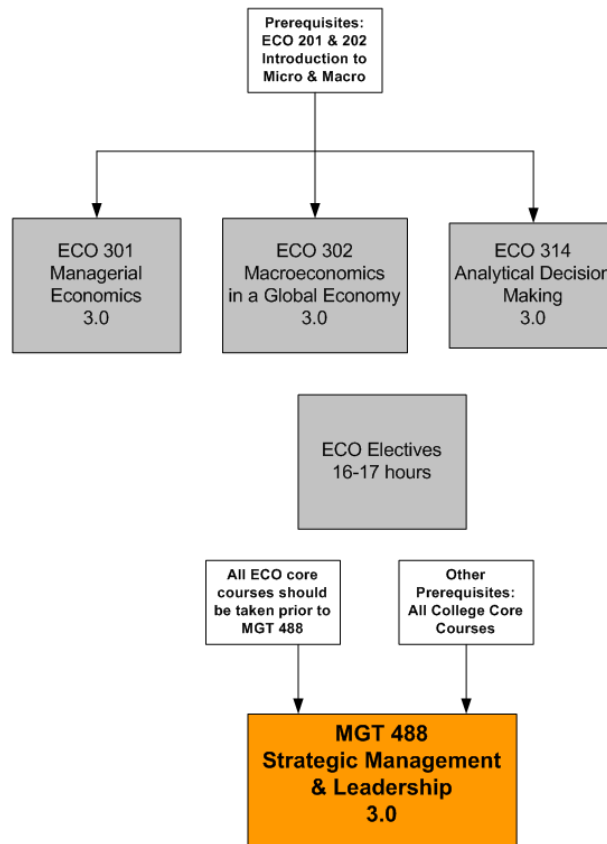 Prerequisites:
ECO 201 & 202
Introduction to
Micro & Macro
ECO 301
Managerial
Economics
3.0
ECO 302
Macroeconomics
in a Global Economy
3.0
ECO 314
Analytical Decision
Making
3.0
ECO Electives
16-17 hours
All ECO core
courses should
be taken prior to
MGT 488
Other
Prerequisites:
All College Core
Courses
MGT 488
Strategic Management
& Leadership
3.0